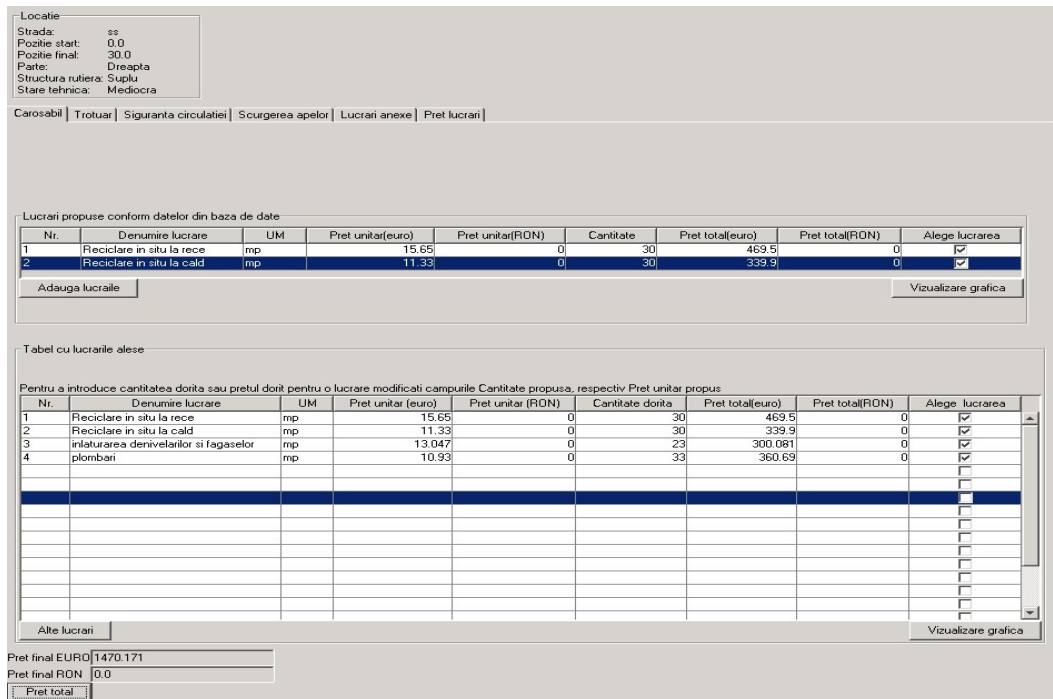 Locatie
Strada: ss
Pozitie start: 0.0
Pozitie final: 30.0
Parte: Dreapta
Structura rutiera: Suplu
Stare tehnica: Mediocra
Carosabil Trotuar Siguranta circulatiei Scurgerea apelor Lucrari anexe Pret lucrari
Lucrari propuse conform datelor din baza de date
Nr. Denumire lucrare UM Pret unitar(euro) Pret unitar(RON) Cantitate Pret total(euro) Pret total(RON) Alege lucrarea
1 Reciclare in situ la rece mp 15.65 0 30 469.5 0
2 Reciclare in situ la cald mp 11.33 0 30 339.9 0
Adauga lucraile Vizualizare grafica
Tabel cu lucrarile alese
Pentru a introduce cantitatea dorita sau pretul dorit pentru o lucrare modificati campurile Cantitate propusa, respectiv Pret unitar propus
Nr. Denumire lucrare UM Pret unitar (euro) Pret unitar (RON) Cantitate dorita Pret total(euro) Pret total(RON) Alege lucrarea
1 Reciclare in situ la rece mp 15.65 0 30 469.5 0
2 Reciclare in situ la cald mp 11.33 0 30 339.9 0
3 inlaturarea denivelarilor si fagaselor mp 13.047 0 23 300.081 0
4 plombari mp 10.93 0 33 360.69 0
Alte lucrari Vizualizare grafica
Pret final EURO 1470.171
Pret final RON 0.0
Pret total